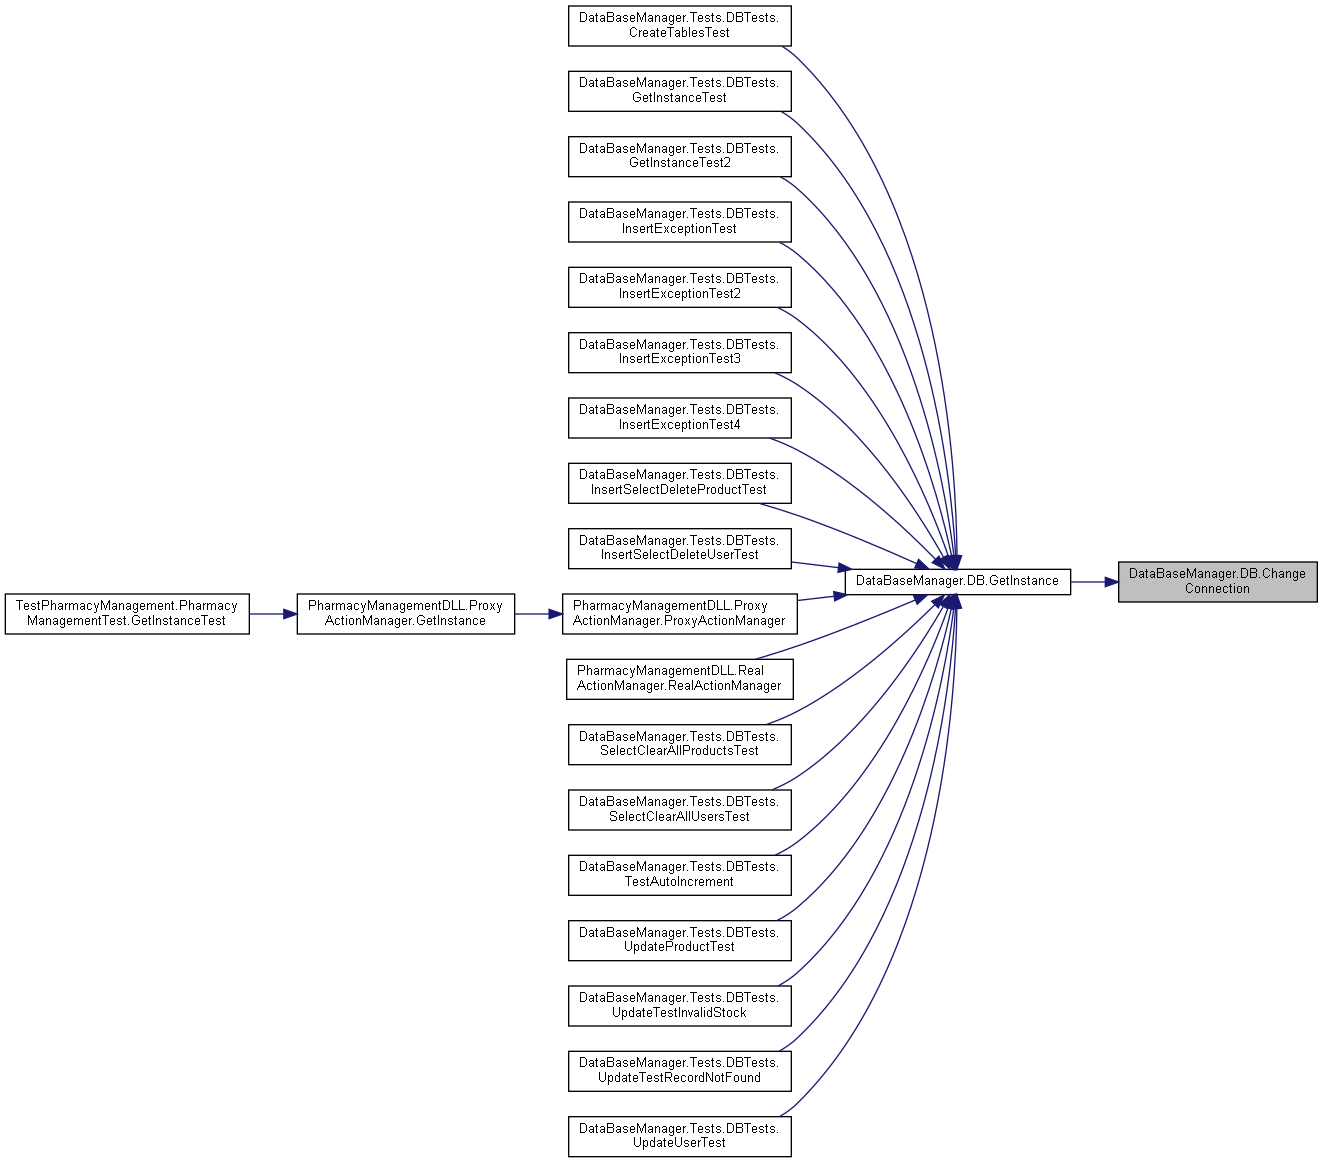 DataBaseManager.Tests.DBTests.
CreateTablesTest
DataBaseManager.Tests.DBTests.
GetInstanceTest
DataBaseManager.Tests.DBTests.
GetInstanceTest2
DataBaseManager.Tests.DBTests.
InsertExceptionTest
DataBaseManager.Tests.DBTests.
InsertExceptionTest2
DataBaseManager.Tests.DBTests.
InsertExceptionTest3
DataBaseManager.Tests.DBTests.
InsertExceptionTest4
DataBaseManager.Tests.DBTests.
InsertSelectDeleteProductTest
DataBaseManager.Tests.DBTests.
InsertSelectDeleteUserTest
TestPharmacyManagement.Pharmacy
ManagementTest.GetInstanceTest
PharmacyManagementDLL.Proxy
ActionManager.GetInstance
PharmacyManagementDLL.Proxy
ActionManager.ProxyActionManager
DataBaseManager.DB.GetInstance
DataBaseManager.DB.Change
Connection
PharmacyManagementDLL.Real
ActionManager.RealActionManager
DataBaseManager.Tests.DBTests.
SelectClearAllProductsTest
DataBaseManager.Tests.DBTests.
SelectClearAllUsersTest
DataBaseManager.Tests.DBTests.
TestAutoIncrement
DataBaseManager.Tests.DBTests.
UpdateProductTest
DataBaseManager.Tests.DBTests.
UpdateTestInvalidStock
DataBaseManager.Tests.DBTests.
UpdateTestRecordNotFound
DataBaseManager.Tests.DBTests.
UpdateUserTest